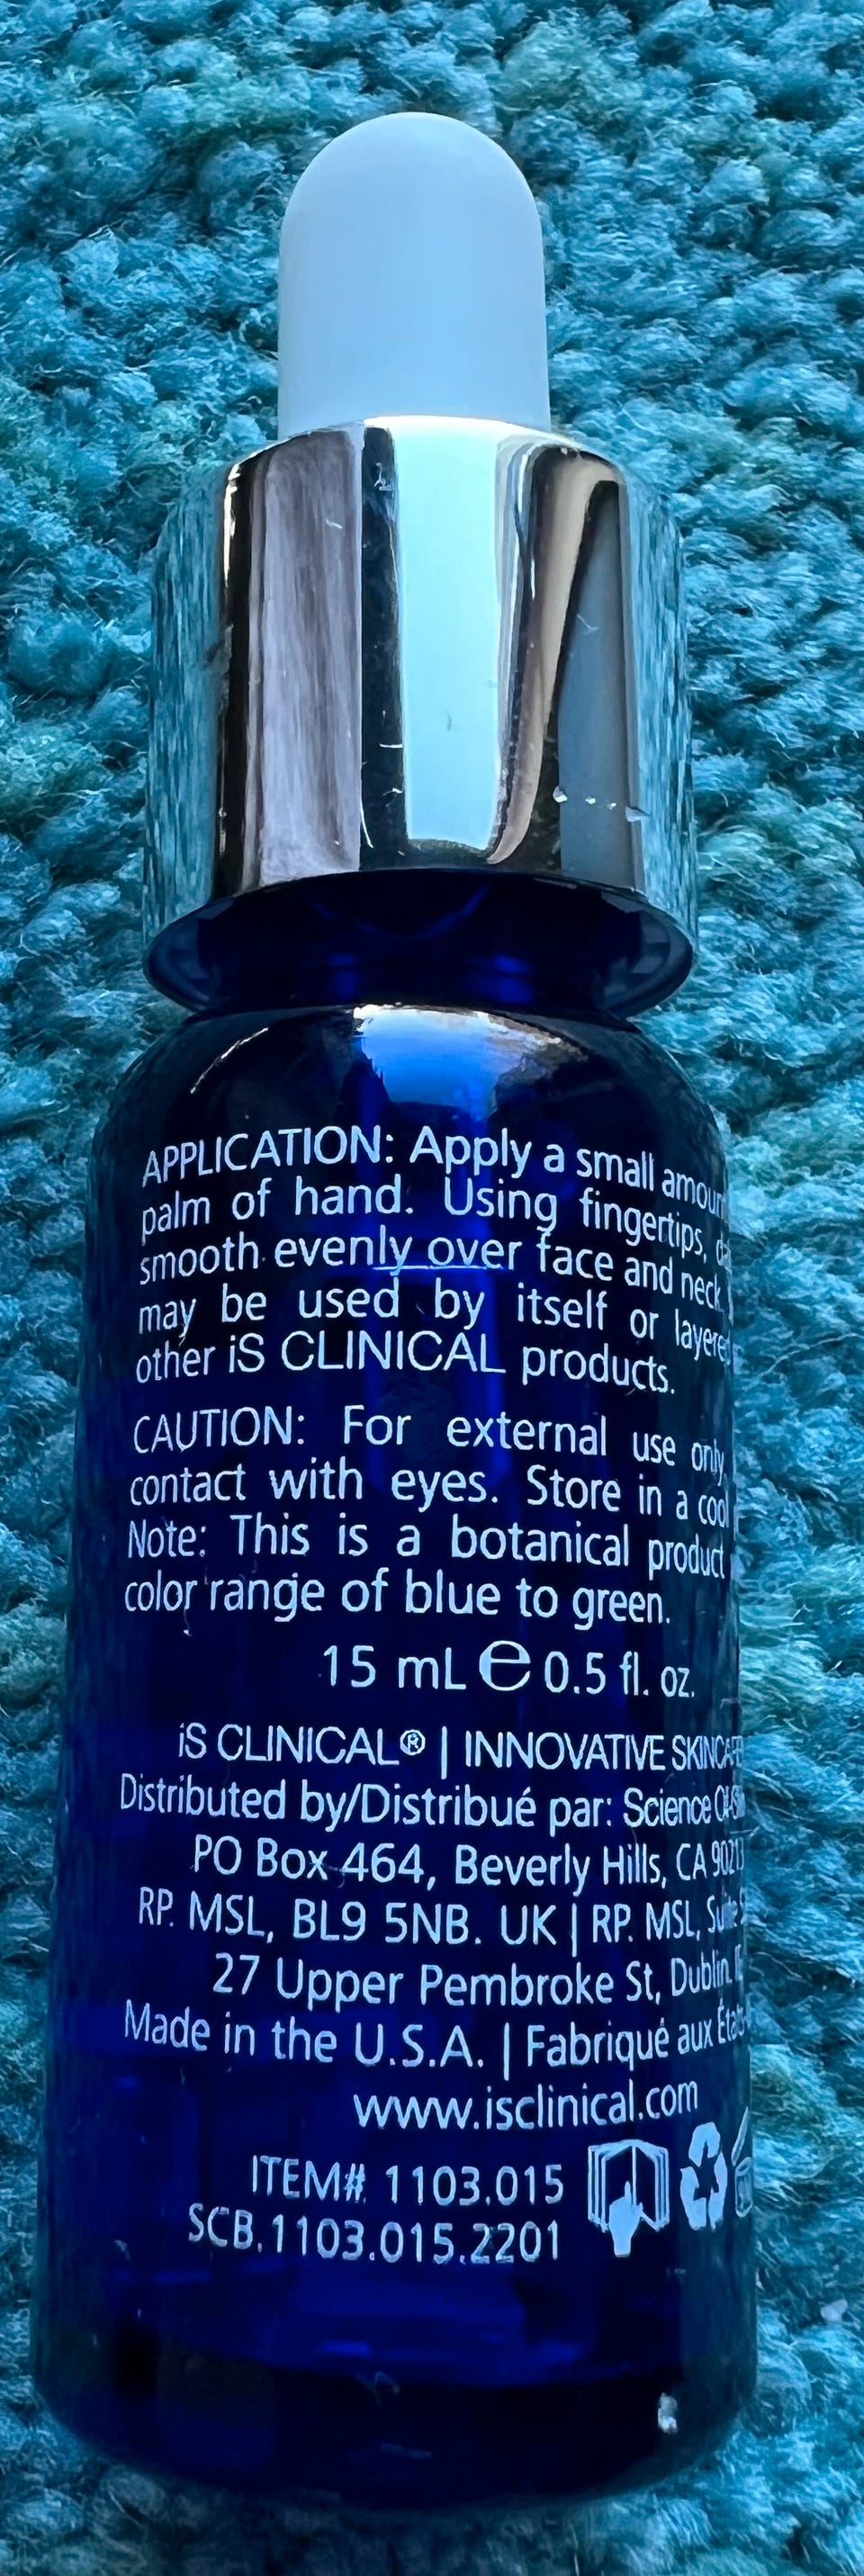 APPLICATION: Apply a small
palm of hand. Using fingertips,
smooth evenly over face and neck
may be used by itself or layered
other iS CLINICAL products.
CAUTION: For external use only.
contact with eyes. Store in a cool
Note: This is a botanical product
color range of blue to green.
15 mL ℮ 0.5 fl. oz.
iS CLINICAL® | INNOVATIVE
Distributed by/Distribué par: Science
PO Box 464, Beverly Hills, CA
RP. MSL, BL9 5NB. UK | RP. MSL,
27 Upper Pembroke St, Dublin,
Made in the U.S.A. | Fabriqué aux
www.isclinical.com
ITEM# 1103.015
SCB.1103.015.2201